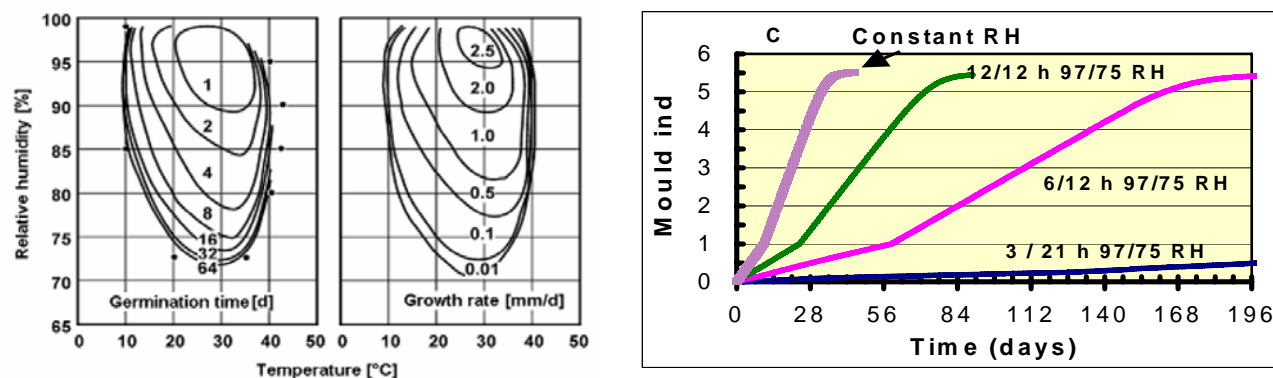 100
95
90
85
80
75
70
65
Relative humidity [%]
1
2
4
8
16
32
64
Germination time [d]
0 10 20 30 40 50
2.5
2.0
1.0
0.5
0.1
0.01
Growth rate [mm/d]
0 10 20 30 40 50
Temperature [°C]
C
Constant RH
12/12 h 97/75 RH
6/12 h 97/75 RH
3 / 21 h 97/75 RH
Mould ind
6
5
4
3
2
1
0
0 28 56 84 112 140 168 196
Time (days)